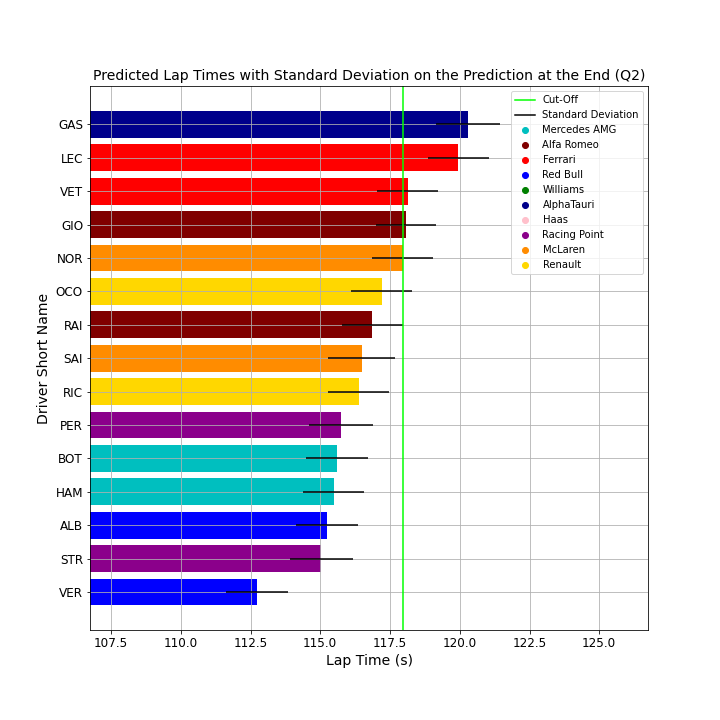 Predicted Lap Times with Standard Deviation on the Prediction at the End (Q2)
Cut-Off
Standard Deviation
Mercedes AMG
Alfa Romeo
Ferrari
Red Bull
Williams
AlphaTauri
Haas
Racing Point
McLaren
Renault
Driver Short Name
GAS
LEC
VET
GIO
NOR
OCO
RAI
SAI
RIC
PER
BOT
HAM
ALB
STR
VER
107.5 110.0 112.5 115.0 117.5 120.0 122.5 125.0
Lap Time (s)